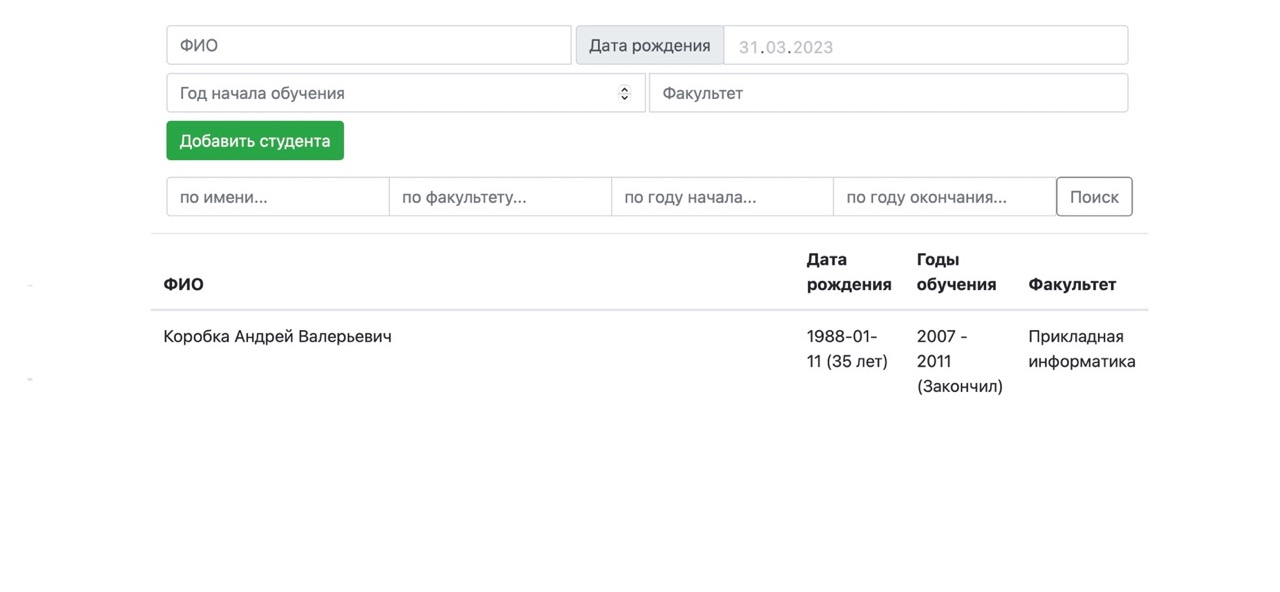 ФИО Дата рождения 31.03.2023
Год начала обучения Факультет
Добавить студента
по имени... по факультету... по году начала... по году окончания... Поиск
ФИО Дата рождения Годы обучения Факультет
Коробка Андрей Валерьевич 1988-01-11 (35 лет) 2007 - 2011 (Закончил) Прикладная информатика